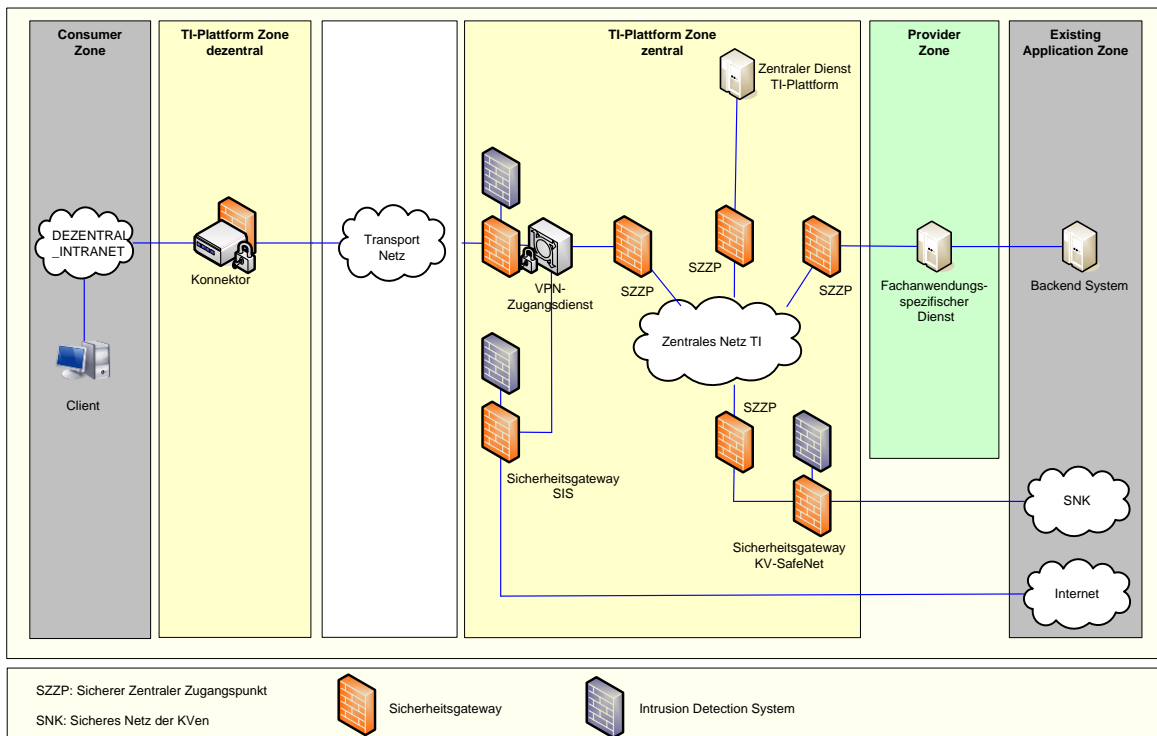 Consumer
Zone
TI-Plattform Zone
dezentral
TI-Plattform Zone
zentral
Provider
Zone
Existing
Application Zone
Zentraler Dienst
TI-Plattform
DEZENTRAL
_INTRANET
Konnektor
Transport
Netz
VPN-
Zugangsdienst
SZZP
SZZP
SZZP
Fachanwendungs-
spezifischer
Dienst
Backend System
Zentrales Netz TI
Client
SZZP
Sicherheitsgateway
SIS
Sicherheitsgateway
KV-SafeNet
SNK
Internet
SZZP: Sicherer Zentraler Zugangspunkt
SNK: Sicheres Netz der KVen
Sicherheitsgateway
Intrusion Detection System